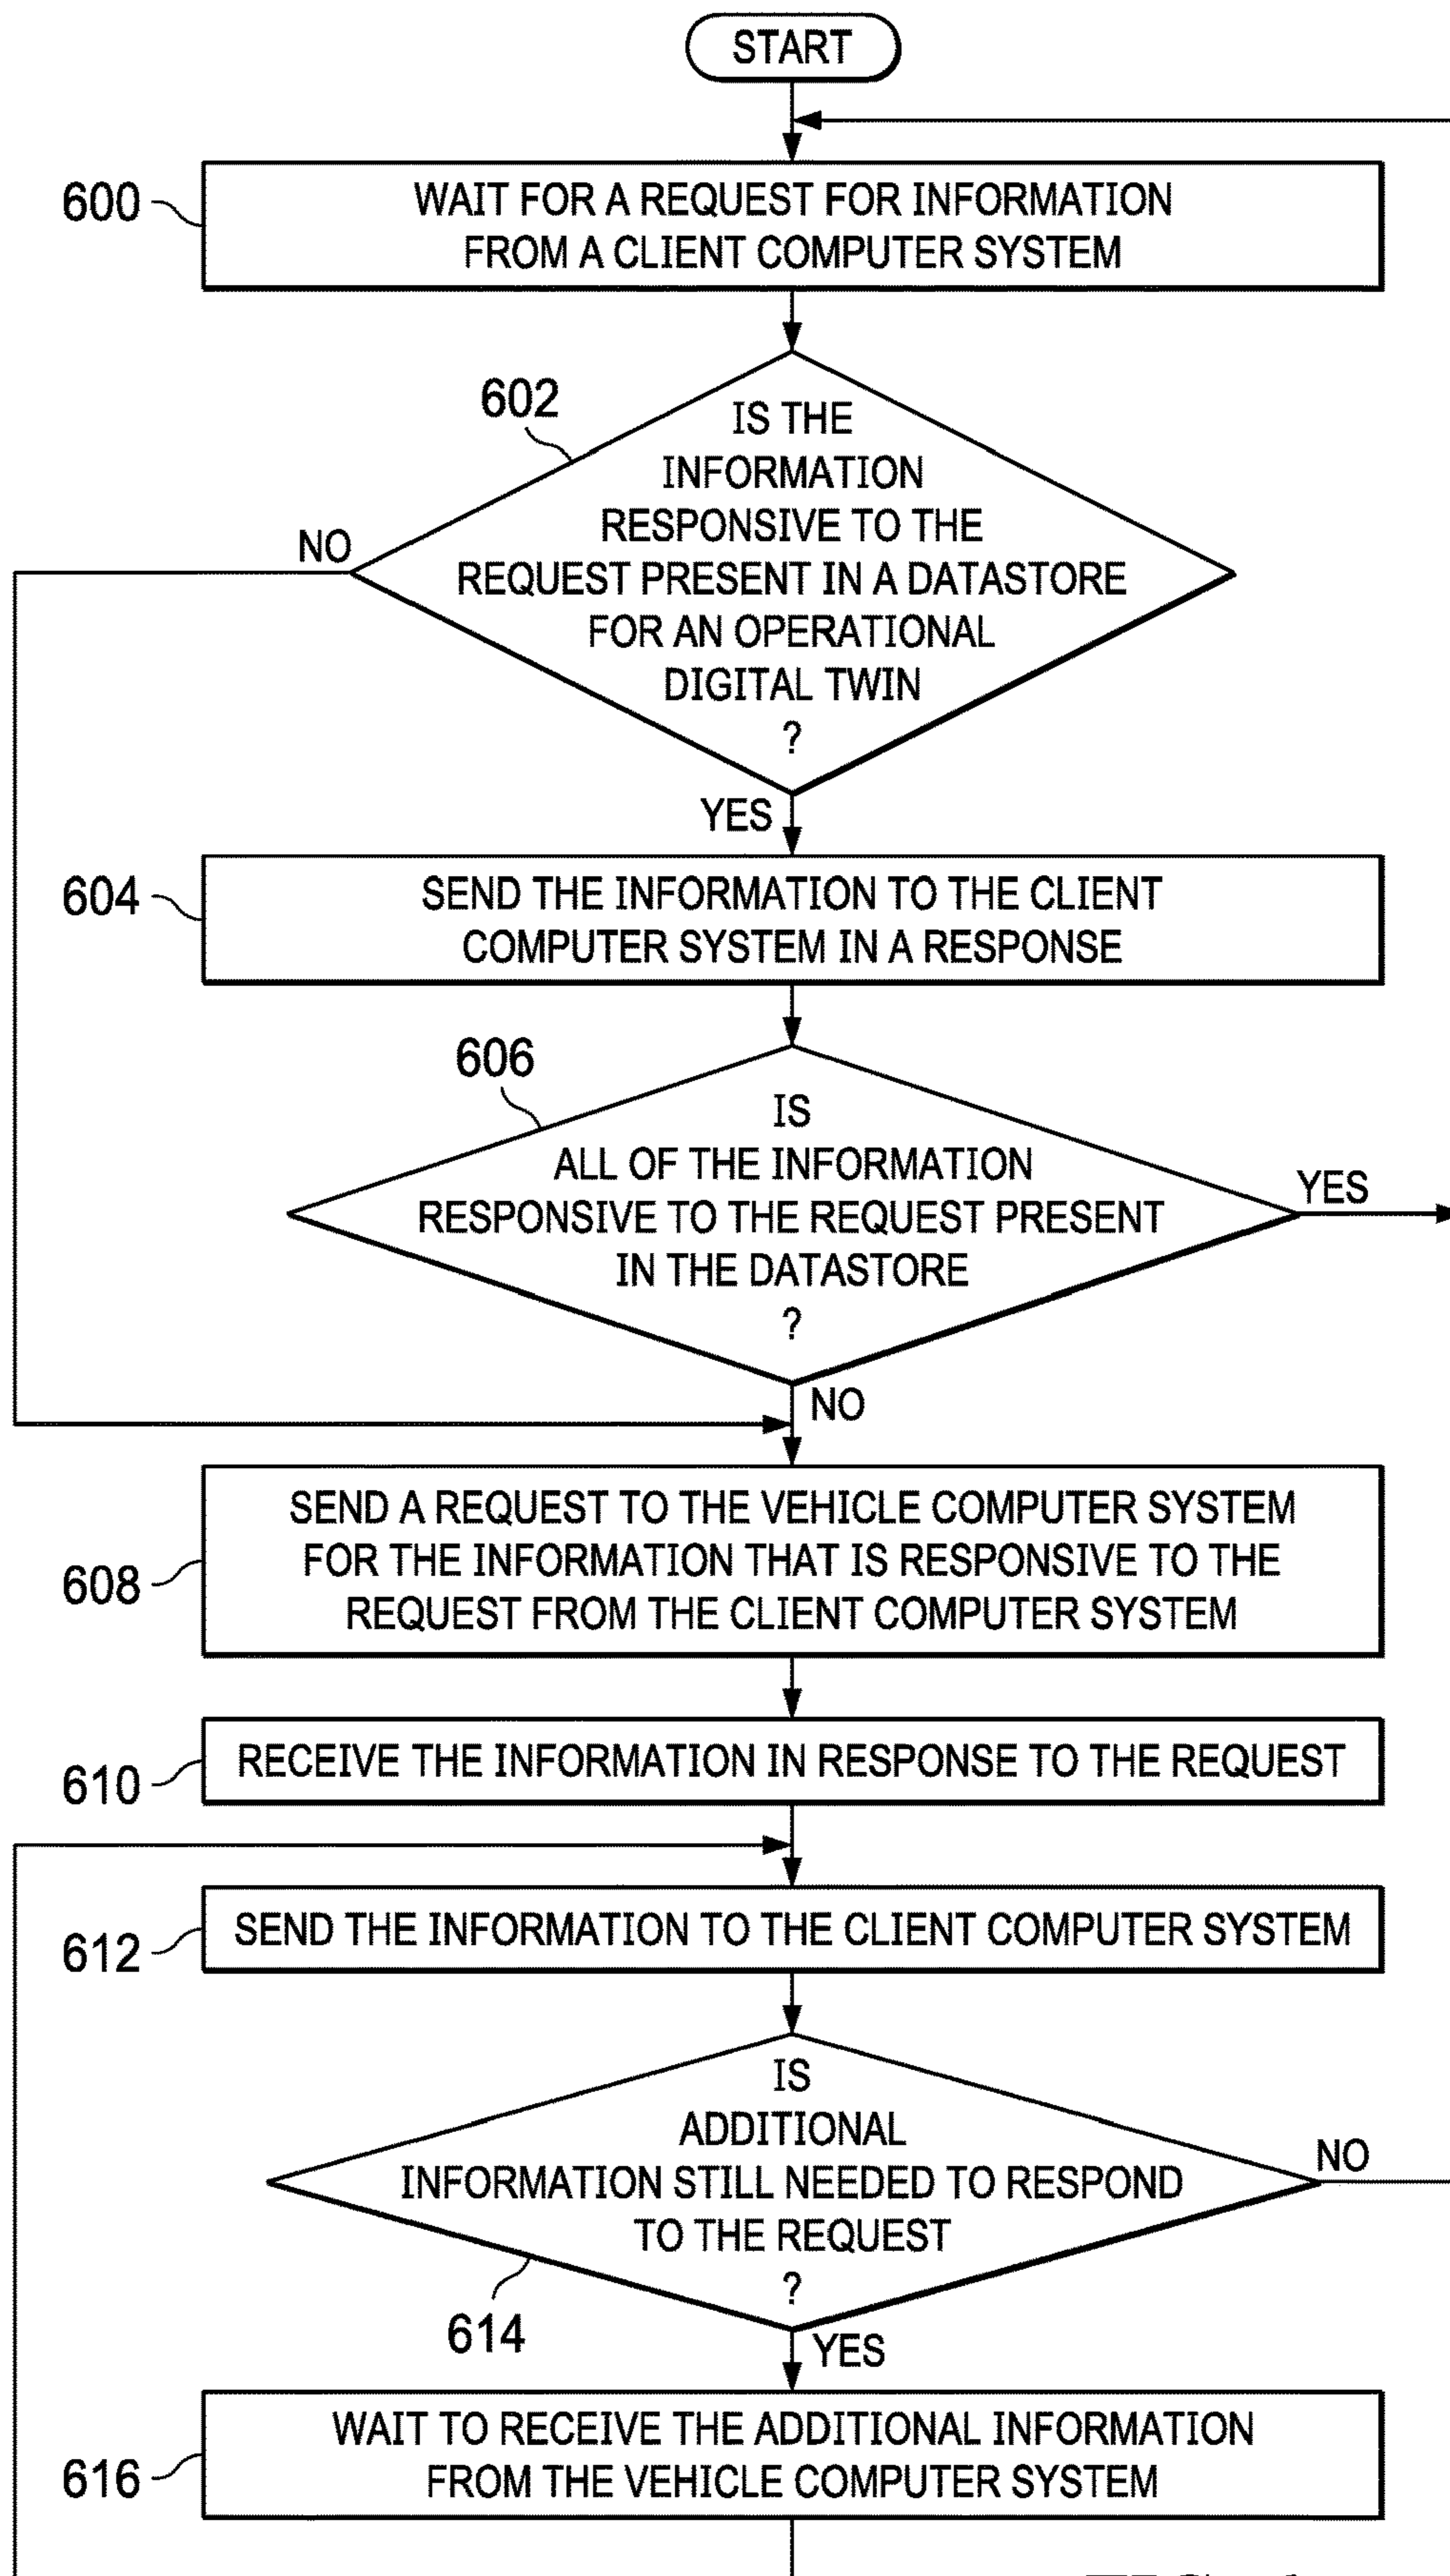 START
600
WAIT FOR A REQUEST FOR INFORMATION
FROM A CLIENT COMPUTER SYSTEM
602
IS THE
INFORMATION
RESPONSIVE TO THE
REQUEST PRESENT IN A DATASTORE
FOR AN OPERATIONAL
DIGITAL TWIN
?
NO
YES
604
SEND THE INFORMATION TO THE CLIENT
COMPUTER SYSTEM IN A RESPONSE
606
IS
ALL OF THE INFORMATION
RESPONSIVE TO THE REQUEST PRESENT
IN THE DATASTORE
?
YES
NO
608
SEND A REQUEST TO THE VEHICLE COMPUTER SYSTEM
FOR THE INFORMATION THAT IS RESPONSIVE TO THE
REQUEST FROM THE CLIENT COMPUTER SYSTEM
610
RECEIVE THE INFORMATION IN RESPONSE TO THE REQUEST
612
SEND THE INFORMATION TO THE CLIENT COMPUTER SYSTEM
IS
ADDITIONAL
INFORMATION STILL NEEDED TO RESPOND
TO THE REQUEST
?
NO
614
YES
616
WAIT TO RECEIVE THE ADDITIONAL INFORMATION
FROM THE VEHICLE COMPUTER SYSTEM